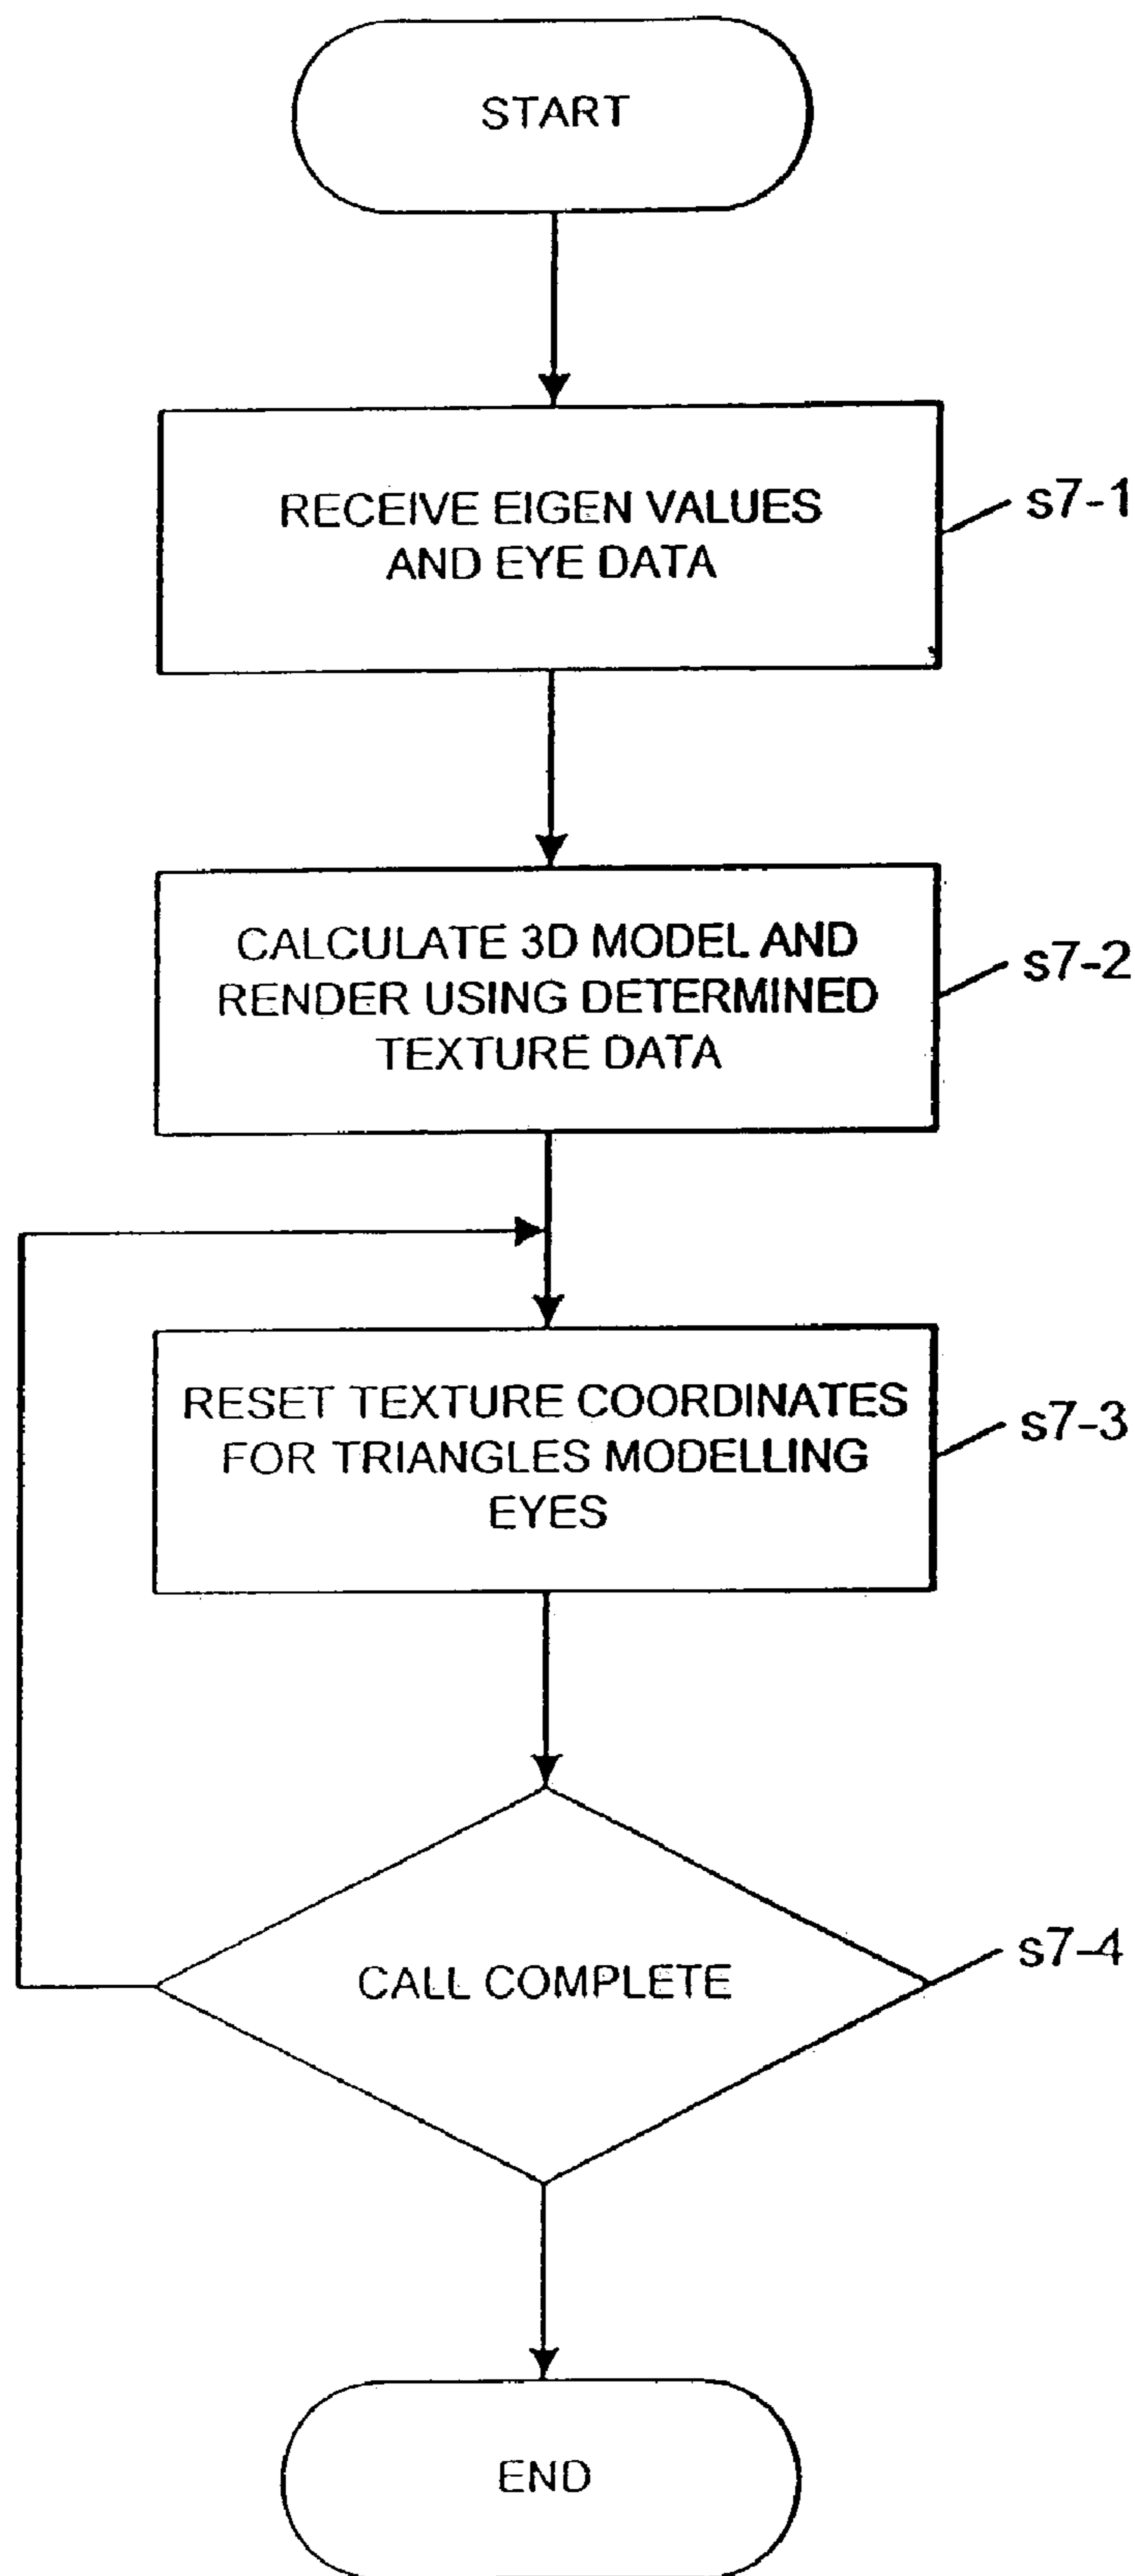 START
RECEIVE EIGEN VALUES
AND EYE DATA
s7-1
CALCULATE 3D MODEL AND
RENDER USING DETERMINED
TEXTURE DATA
s7-2
RESET TEXTURE COORDINATES
FOR TRIANGLES MODELLING
EYES
s7-3
CALL COMPLETE
s7-4
END